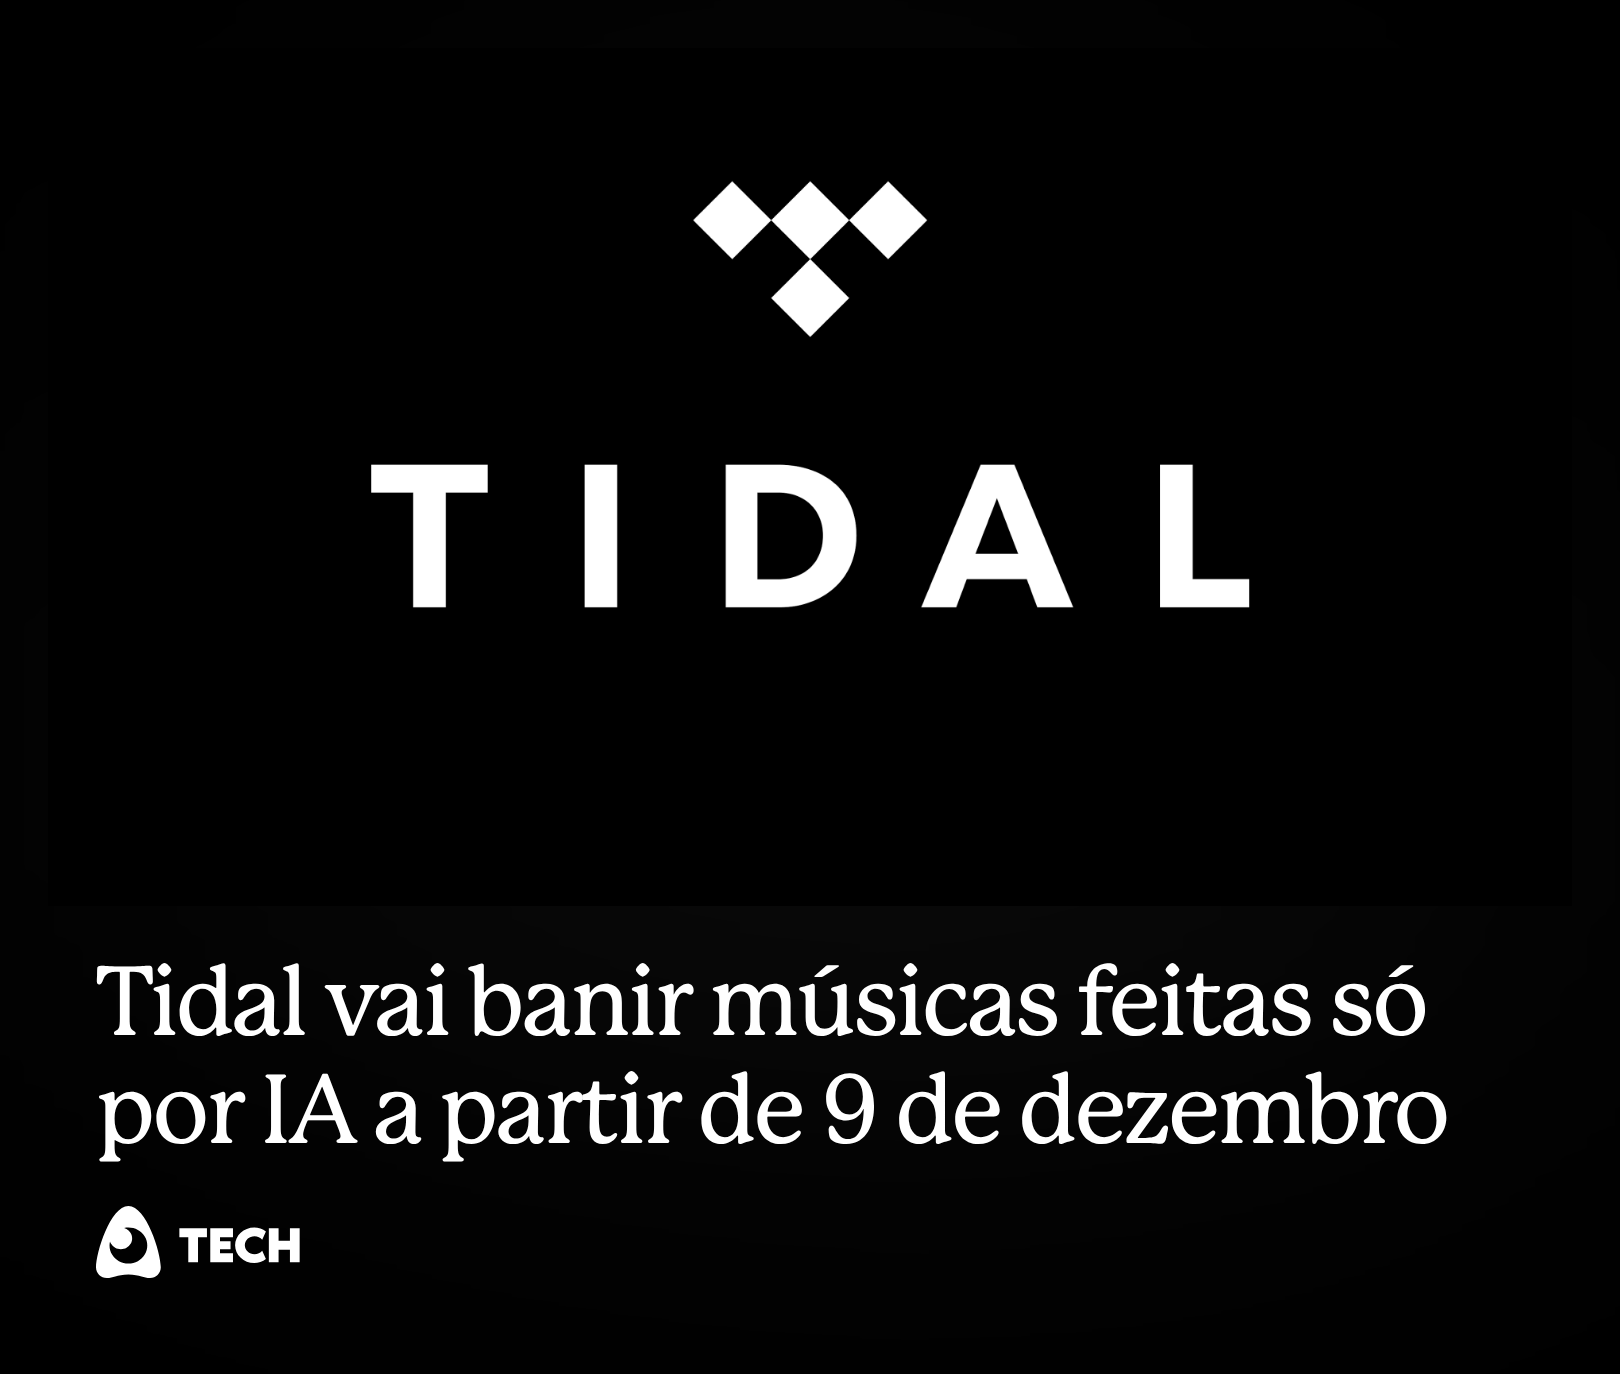 TIDAL
Tidal vai banir músicas feitas só
por IA a partir de 9 de dezembro
TECH